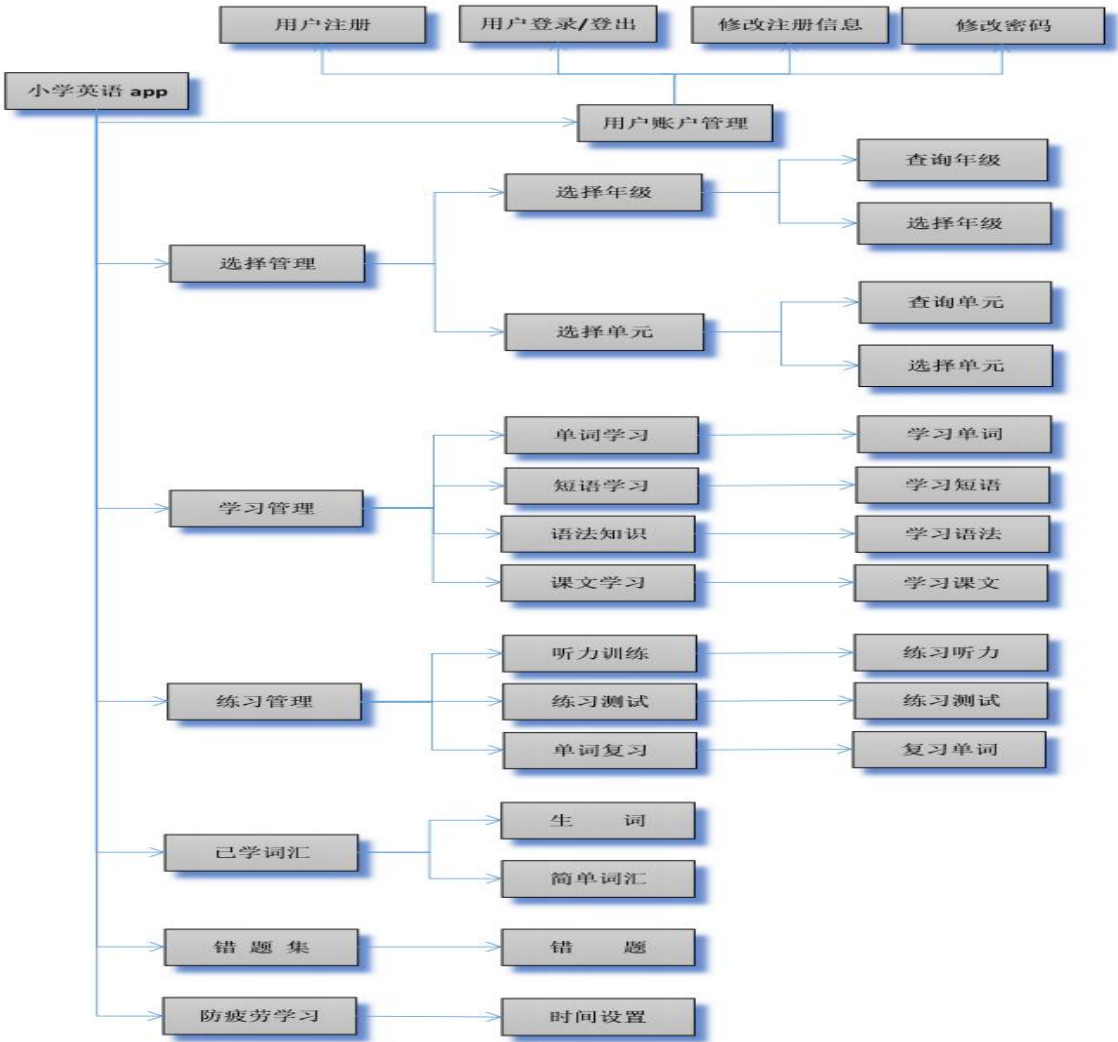 用户注册
用户登录/登出
修改注册信息
修改密码
小学英语 app
用户账户管理
查询年级
选择年级
选择年级
选择管理
查询单元
选择单元
选择单元
单词学习
学习单词
短语学习
学习短语
学习管理
语法知识
学习语法
课文学习
学习课文
听力训练
练习听力
练习管理
练习测试
练习测试
单词复习
复习单词
生 词
已学词汇
简单词汇
错 题 集
错 题
防疲劳学习
时间设置